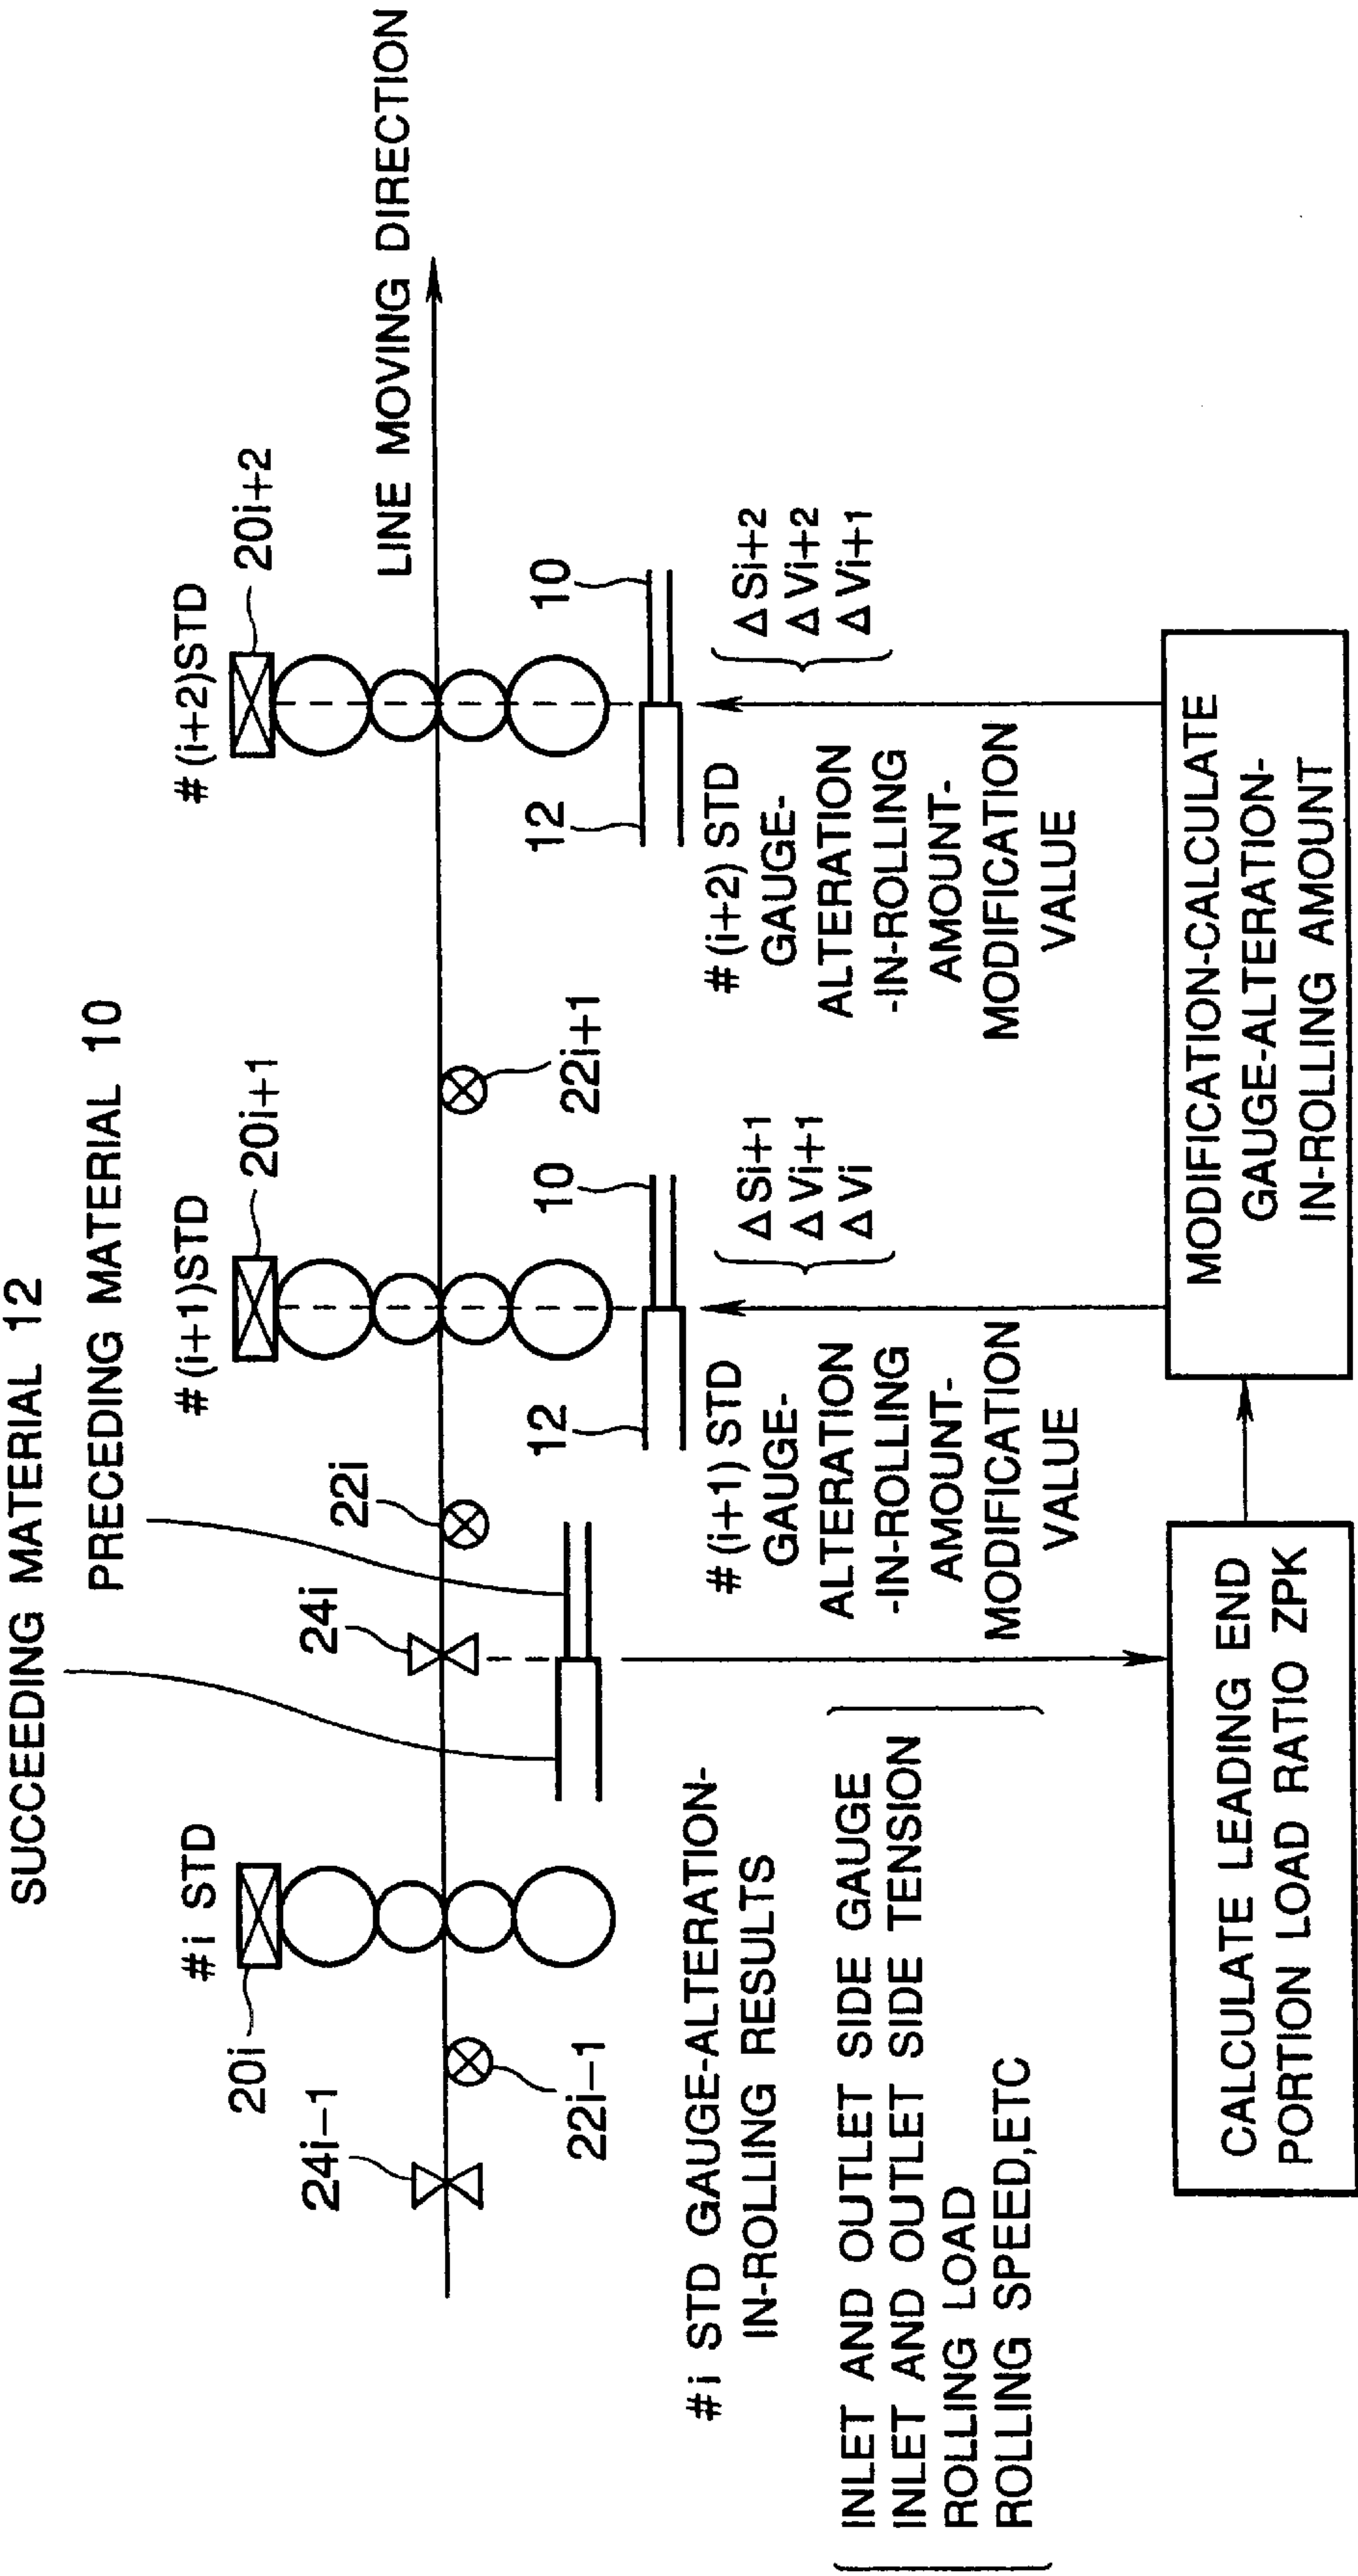 SUCCEEDING MATERIAL 12
PRECEDING MATERIAL 10
#i STD
#(i+1)STD
#(i+2)STD
20i
20i+1
20i+2
LINE MOVING DIRECTION
24i-1
22i-1
24i
22i
22i+1
12
10
12
10
#i STD GAUGE-ALTERATION-
IN-ROLLING RESULTS
INLET AND OUTLET SIDE GAUGE
INLET AND OUTLET SIDE TENSION
ROLLING LOAD
ROLLING SPEED,ETC
#(i+1) STD
GAUGE-
ALTERATION
-IN-ROLLING
AMOUNT-
MODIFICATION
VALUE
ΔSi+1
ΔVi+1
ΔVi
#(i+2) STD
GAUGE-
ALTERATION
-IN-ROLLING
AMOUNT-
MODIFICATION
VALUE
ΔSi+2
ΔVi+2
ΔVi+1
CALCULATE LEADING END
PORTION LOAD RATIO ZPK
MODIFICATION-CALCULATE
GAUGE-ALTERATION-
IN-ROLLING AMOUNT